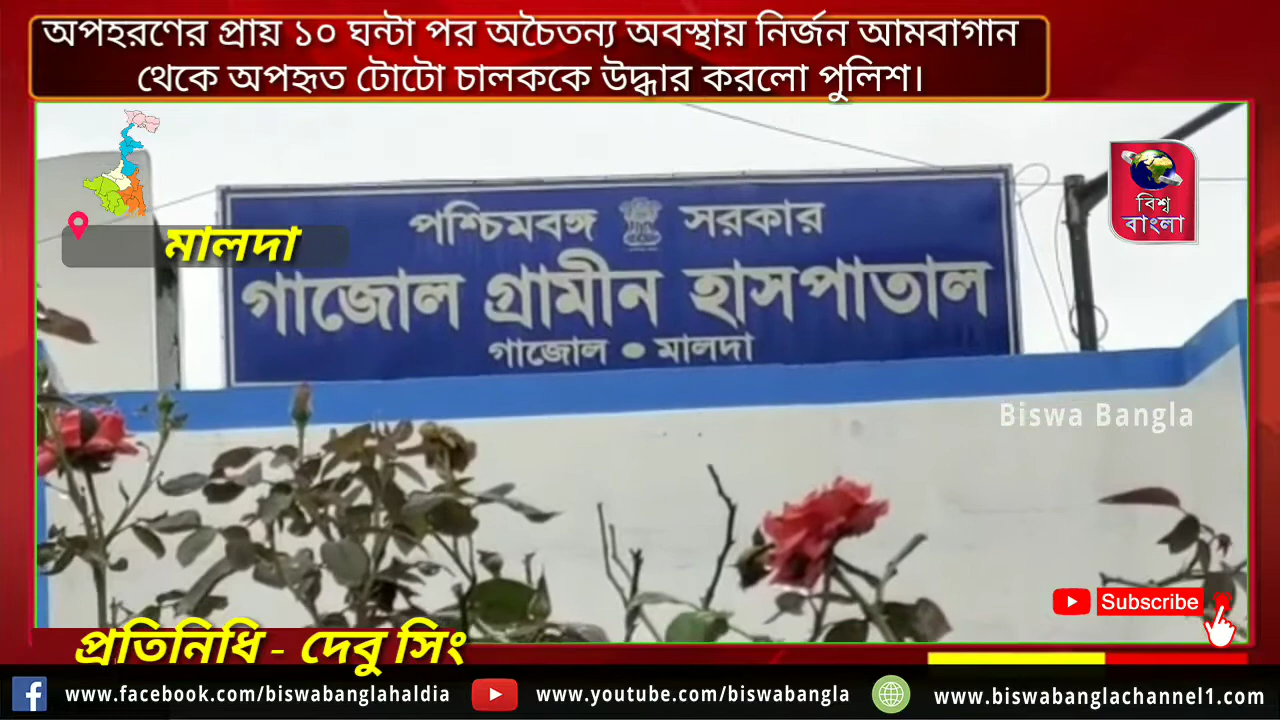 অপহরণের প্রায় ১০ ঘন্টা পর অচৈতন্য অবস্থায় নির্জন আমবাগান
থেকে অপহৃত টোটো চালককে উদ্ধার করলো পুলিশ।
মালদা
বিশ্ব
বাংলা
পশ্চিমবঙ্গ সরকার
গাজোল গ্রামীন হাসপাতাল
গাজোল • মালদা
Biswa Bangla
Subscribe
প্রতিনিধি - দেবু সিং
www.facebook.com/biswabanglahaldia
www.youtube.com/biswabangla
www.biswabanglachannel1.com